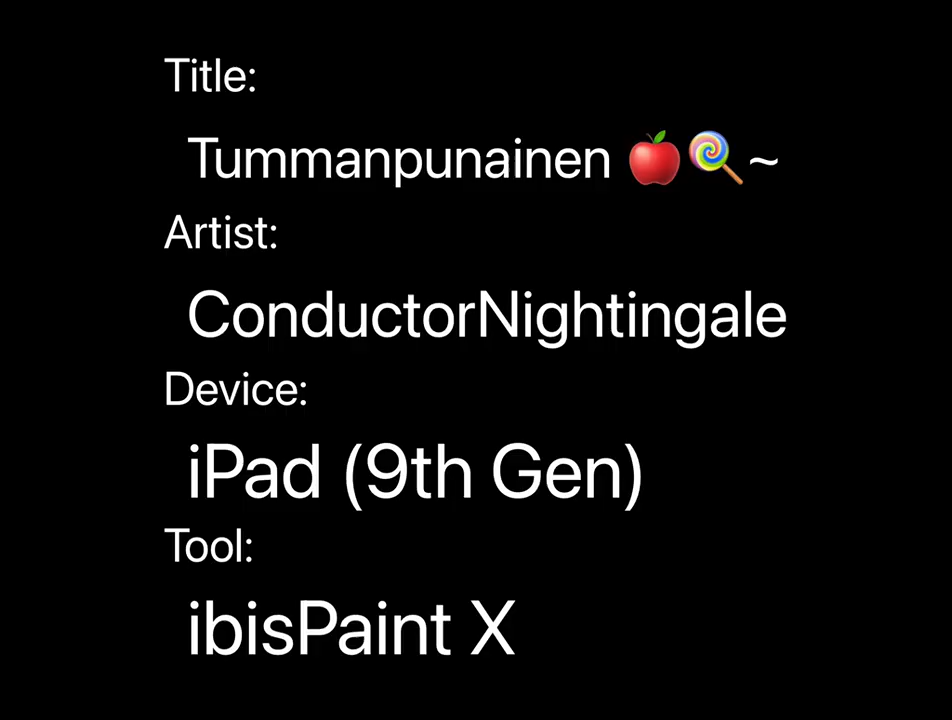 Title:
Tummanpunainen 🍎🍭~
Artist:
ConductorNightingale
Device:
iPad (9th Gen)
Tool:
ibisPaint X